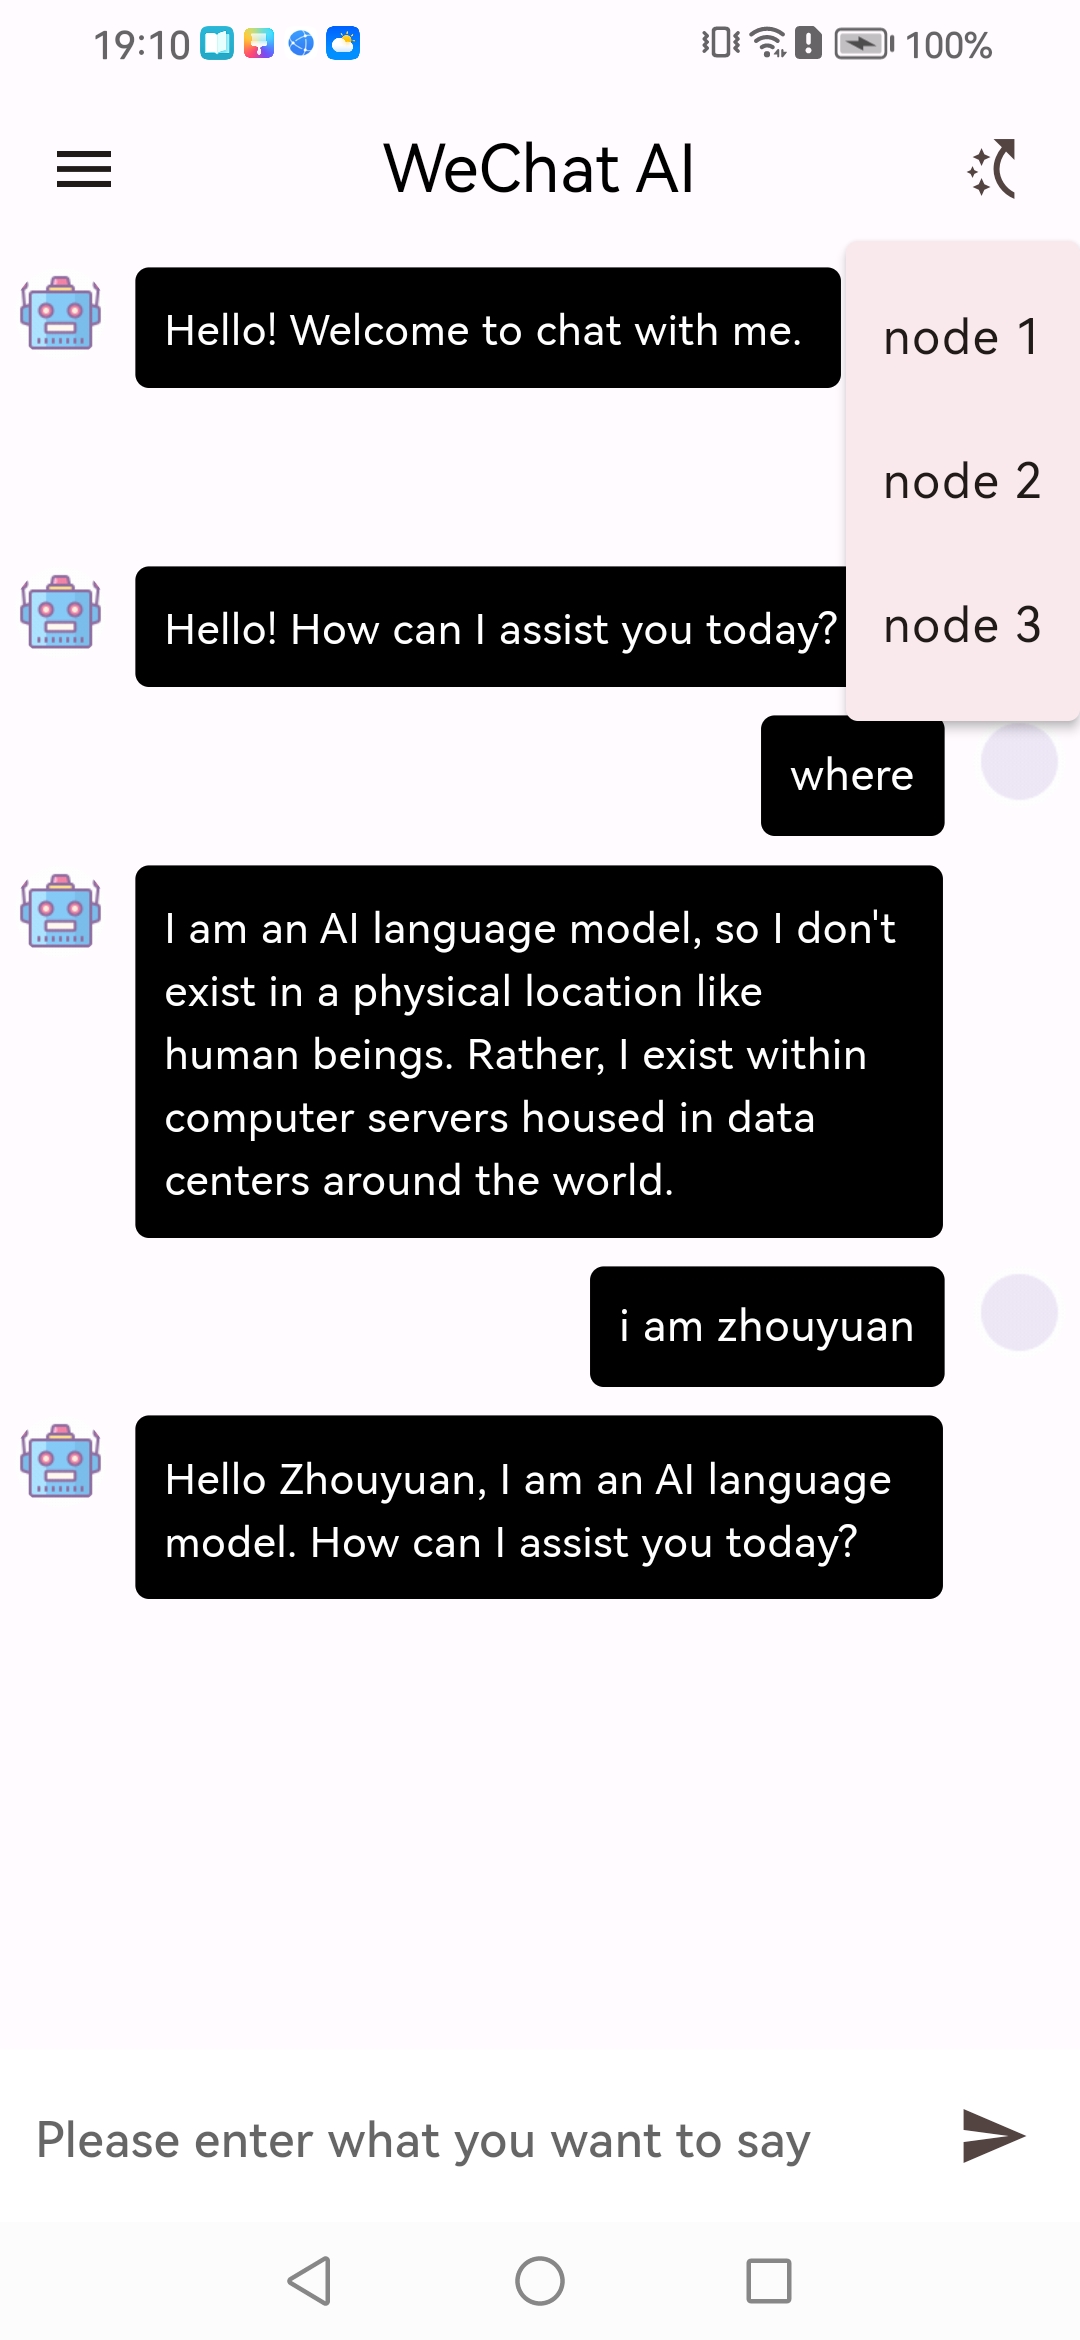 19:10
100%
WeChat AI
Hello! Welcome to chat with me.
node 1
node 2
Hello! How can I assist you today?
node 3
where
I am an AI language model, so I don't
exist in a physical location like
human beings. Rather, I exist within
computer servers housed in data
centers around the world.
i am zhouyuan
Hello Zhouyuan, I am an AI language
model. How can I assist you today?
Please enter what you want to say